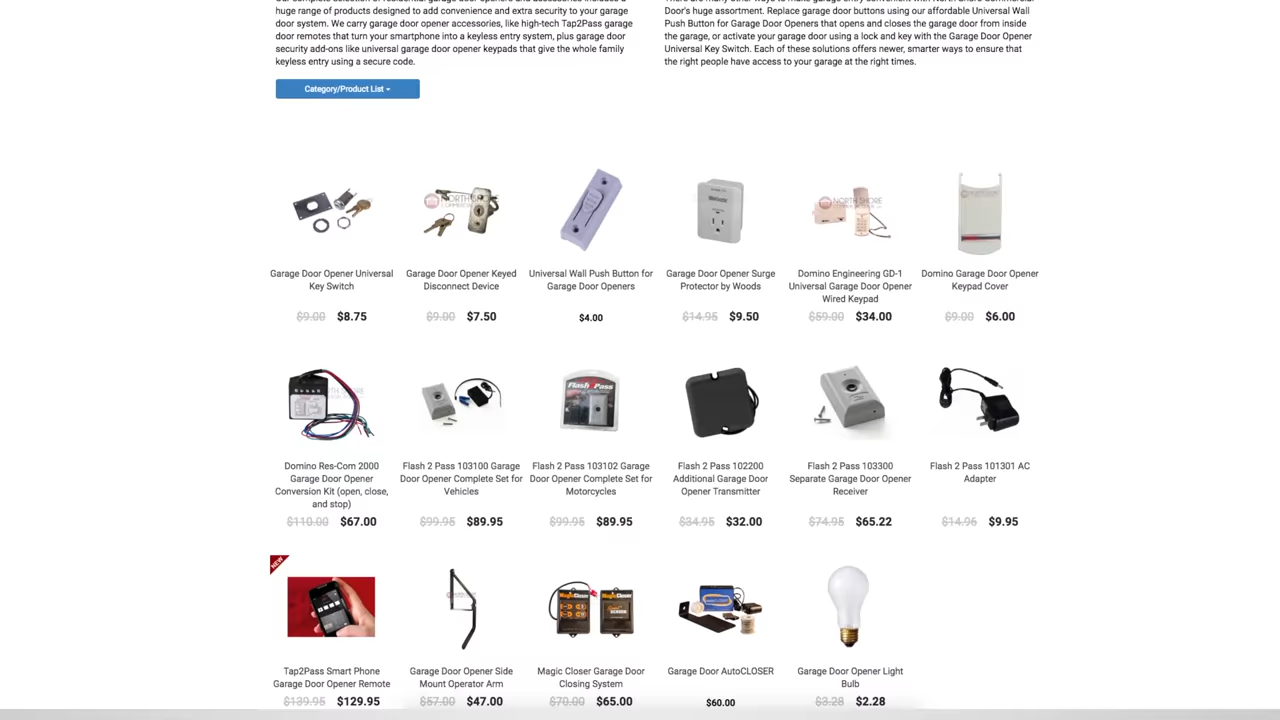 door system. We carry garage door opener accessories, like high-tech Tap2Pass garage
door remotes that turn your smartphone into a keyless entry system, plus garage door
security add-ons like universal garage door opener keypads that give the whole family
keyless entry using a secure code.
Door's huge assortment. Replace garage door buttons using our affordable Universal Wall
Push Button for Garage Door Openers that opens and closes the garage door from inside
the garage, or activate your garage door using a lock and key with the Garage Door Opener
Universal Key Switch. Each of these solutions offers newer, smarter ways to ensure that
the right people have access to your garage at the right times.
Category/Product List
Garage Door Opener Universal
Key Switch
$9.00 $8.75
Garage Door Opener Keyed
Disconnect Device
$9.00 $7.50
Universal Wall Push Button for
Garage Door Openers
$4.00
Garage Door Opener Surge
Protector by Woods
$14.95 $9.50
Domino Engineering GD-1
Universal Garage Door Opener
Wired Keypad
$59.00 $34.00
Domino Garage Door Opener
Keypad Cover
$9.00 $6.00
Domino Res-Com 2000
Garage Door Opener
Conversion Kit (open, close,
and stop)
$110.00 $67.00
Flash 2 Pass 103100 Garage
Door Opener Complete Set for
Vehicles
$99.95 $89.95
Flash 2 Pass 103102 Garage
Door Opener Complete Set for
Motorcycles
$99.95 $89.95
Flash 2 Pass 102200
Additional Garage Door
Opener Transmitter
$34.95 $32.00
Flash 2 Pass 103300
Separate Garage Door Opener
Receiver
$74.95 $65.22
Flash 2 Pass 101301 AC
Adapter
$14.96 $9.95
NEW
Tap2Pass Smart Phone
Garage Door Opener Remote
$139.95 $129.95
Garage Door Opener Side
Mount Operator Arm
$57.00 $47.00
Magic Closer Garage Door
Closing System
$70.00 $65.00
Garage Door AutoCLOSER
$60.00
Garage Door Opener Light
Bulb
$3.28 $2.28